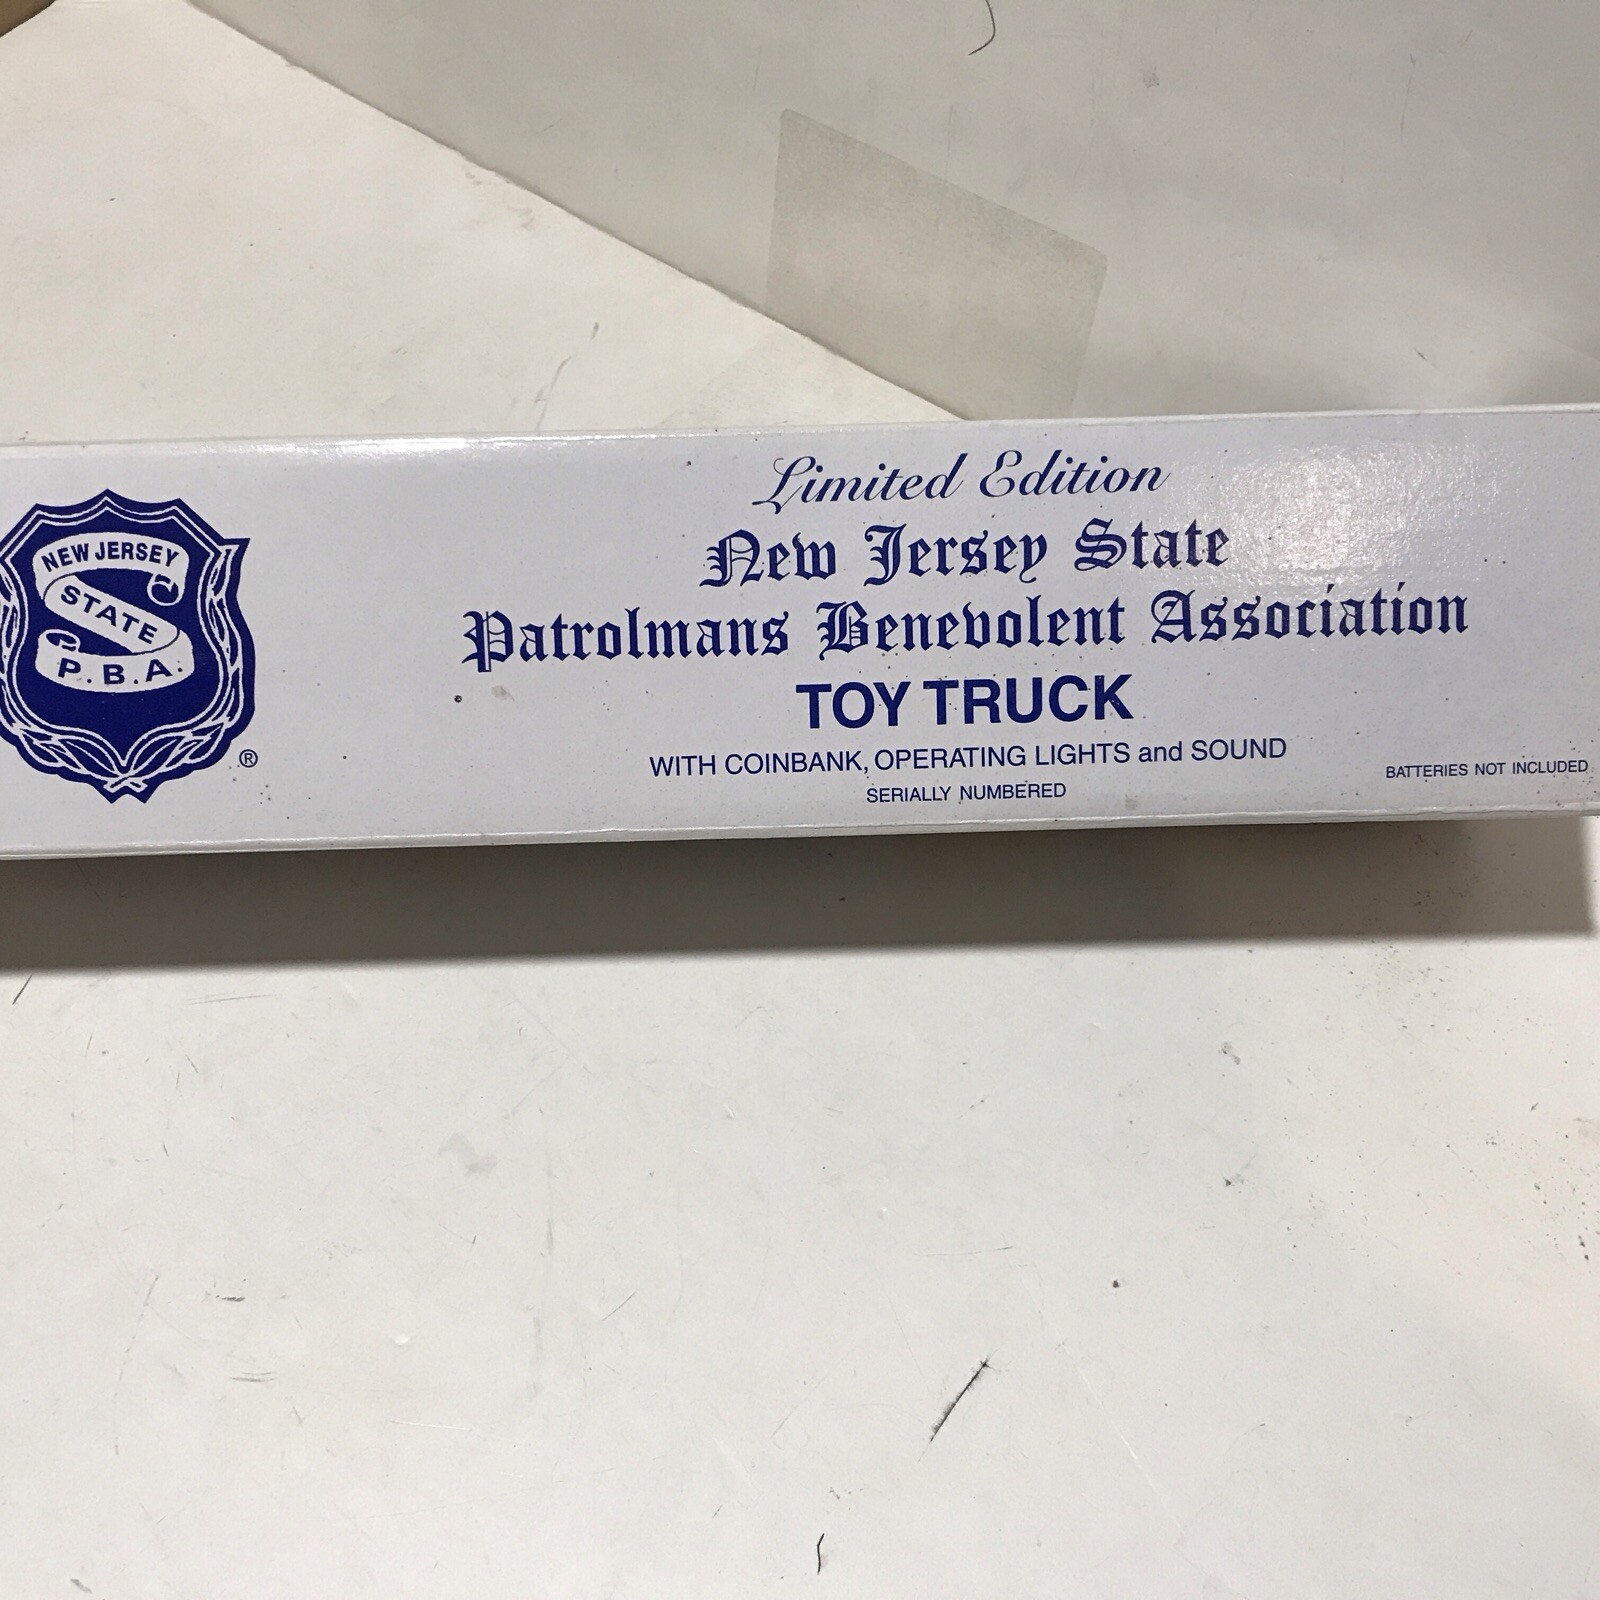 NEW JERSEY
STATE
P.B.A.
®
Limited Edition
New Jersey State
Patrolmans Benevolent Association
TOY TRUCK
WITH COINBANK, OPERATING LIGHTS and SOUND
SERIALLY NUMBERED
BATTERIES NOT INCLUDED